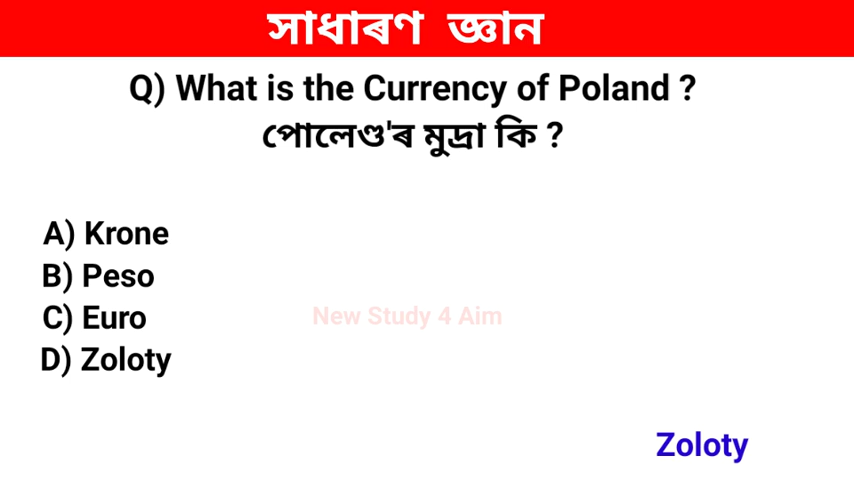 সাধাৰণ জ্ঞান
Q) What is the Currency of Poland ?
পোলেণ্ড'ৰ মুদ্ৰা কি ?
A) Krone
B) Peso
C) Euro
New Study 4 Aim
D) Zoloty
Zoloty